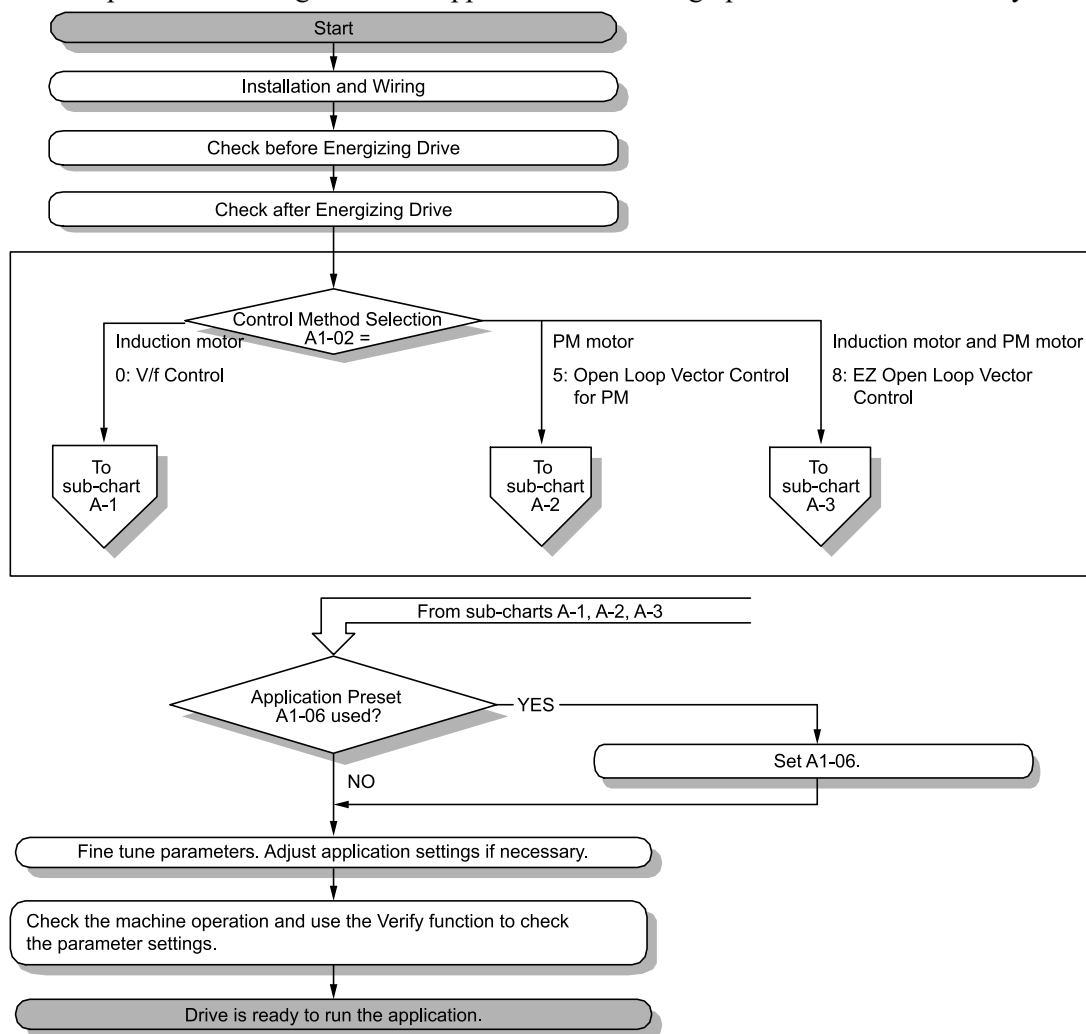 Start
Installation and Wiring
Check before Energizing Drive
Check after Energizing Drive
Control Method Selection
A1-02 =
Induction motor
0: V/f Control
PM motor
5: Open Loop Vector Control
for PM
Induction motor and PM motor
8: EZ Open Loop Vector
Control
To
sub-chart
A-1
To
sub-chart
A-2
To
sub-chart
A-3
From sub-charts A-1, A-2, A-3
Application Preset
A1-06 used?
YES
Set A1-06.
NO
Fine tune parameters. Adjust application settings if necessary.
Check the machine operation and use the Verify function to check
the parameter settings.
Drive is ready to run the application.